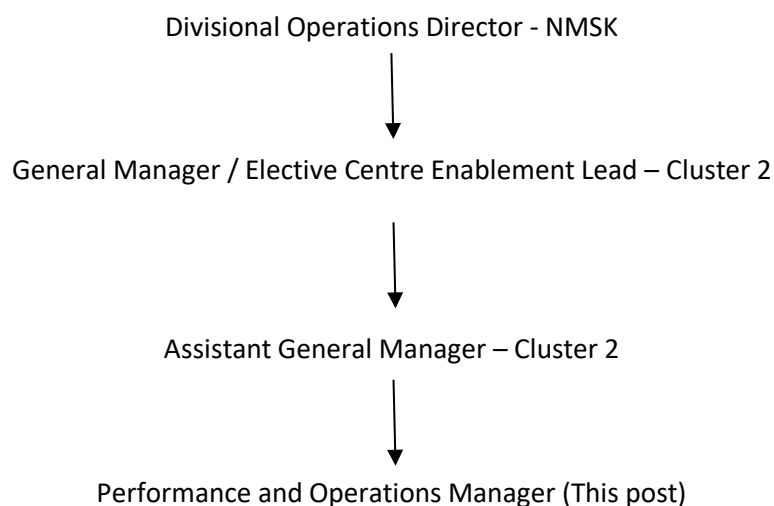 Divisional Operations Director - NMSK
General Manager / Elective Centre Enablement Lead – Cluster 2
Assistant General Manager – Cluster 2
Performance and Operations Manager (This post)